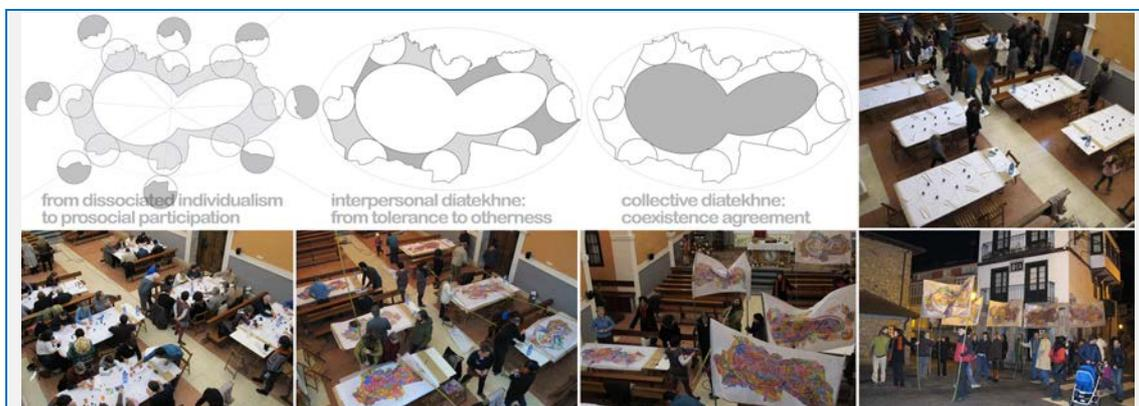 from dissociated individualism
to prosocial participation
interpersonal diatekhne:
from tolerance to otherness
collective diatekhne:
coexistence agreement